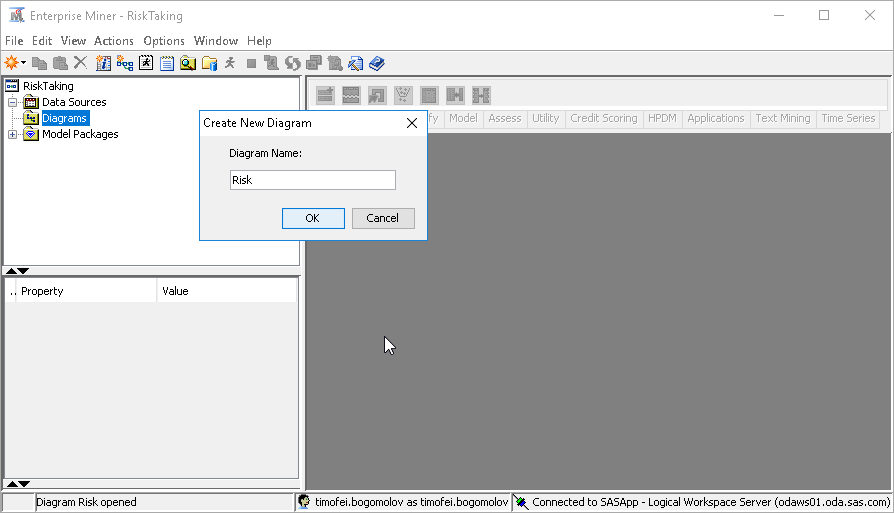 Enterprise Miner - RiskTaking
File Edit View Actions Options Window Help
RiskTaking
Data Sources
Diagrams
Model Packages
Create New Diagram
Diagram Name:
Risk
OK Cancel
fy Model Assess Utility Credit Scoring HPDM Applications Text Mining Time Series
.. Property Value
Diagram Risk opened timofei.bogomolov as timofei.bogomolov Connected to SASApp - Logical Workspace Server (odaws01.oda.sas.com)